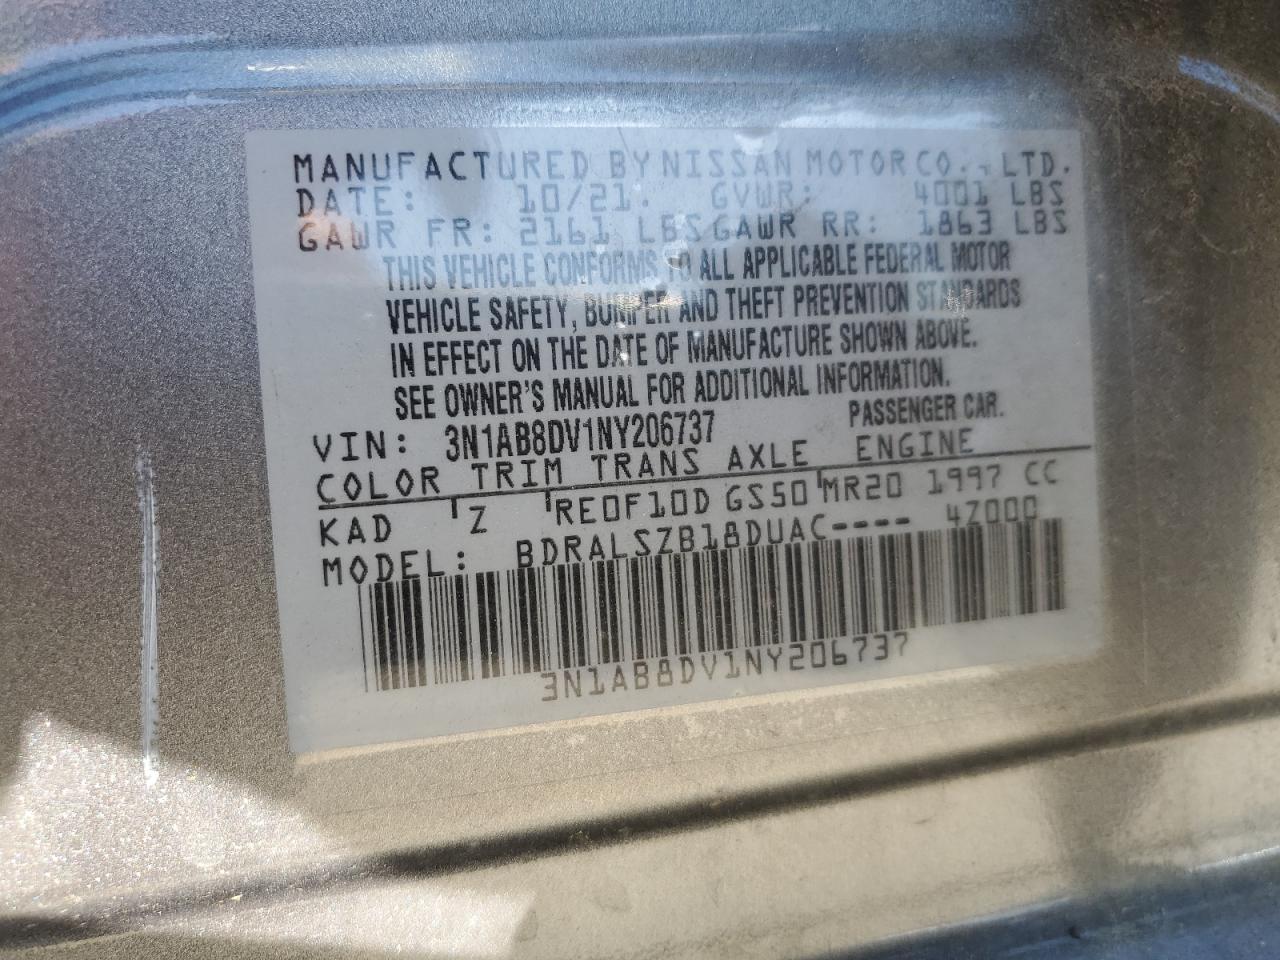 MANUFACTURED BY NISSAN MOTOR CO., LTD.
DATE: 10/21. GVWR: 4001 LBS
GAWR FR: 2161 LBS GAWR RR: 1863 LBS
THIS VEHICLE CONFORMS TO ALL APPLICABLE FEDERAL MOTOR
VEHICLE SAFETY, BUMPER AND THEFT PREVENTION STANDARDS
IN EFFECT ON THE DATE OF MANUFACTURE SHOWN ABOVE.
SEE OWNER'S MANUAL FOR ADDITIONAL INFORMATION.
VIN: 3N1AB8DV1NY206737 PASSENGER CAR.
COLOR TRIM TRANS AXLE ENGINE
KAD Z RE0F10D GS50 MR20 1997 CC
MODEL: BDRALSZB18DUAC---- 4Z000
3N1AB8DV1NY206737